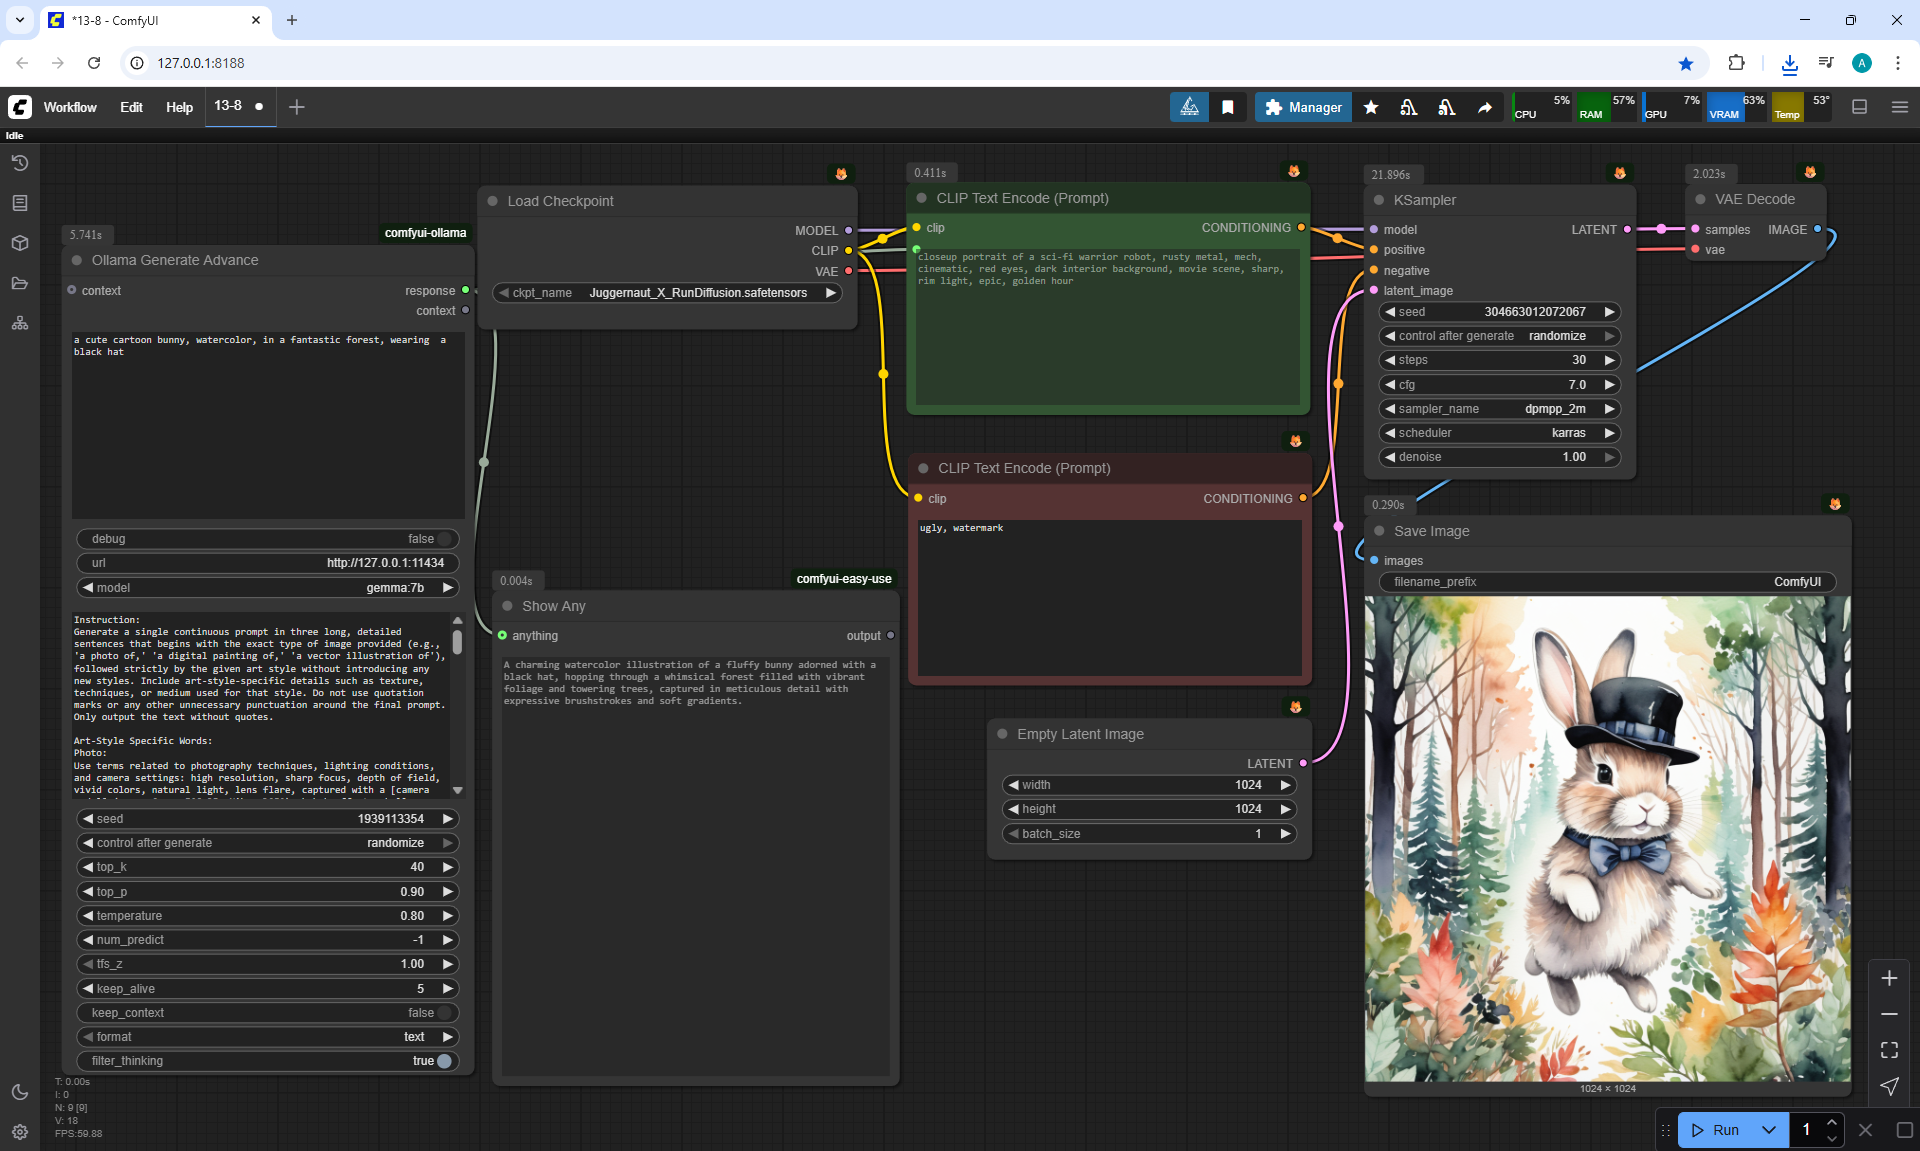 *13-8 - ComfyUI
127.0.0.1:8188
Workflow Edit Help 13-8
Manager
5% CPU 57% RAM 7% GPU 63% VRAM 53° Temp
Idle
5.741s
comfyui-ollama
Ollama Generate Advance
context response
context
a cute cartoon bunny, watercolor, in a fantastic forest, wearing  a
black hat
debug false
url http://127.0.0.1:11434
model gemma:7b
Instruction:
Generate a single continuous prompt in three long, detailed
sentences that begins with the exact type of image provided (e.g.,
'a photo of,' 'a digital painting of,' 'a vector illustration of'),
followed strictly by the given art style without introducing any
new styles. Include art-style-specific details such as texture,
techniques, or medium used for that style. Do not use quotation
marks or any other unnecessary punctuation around the final prompt.
Only output the text without quotes.
Art-Style Specific Words:
Photo:
Use terms related to photography techniques, lighting conditions,
and camera settings: high resolution, sharp focus, depth of field,
vivid colors, natural light, lens flare, captured with a [camera
seed 1939113354
control after generate randomize
top_k 40
top_p 0.90
temperature 0.80
num_predict -1
tfs_z 1.00
keep_alive 5
keep_context false
format text
filter_thinking true
T: 0.00s
I: 0
N: 9 [9]
V: 18
FPS:59.88
Load Checkpoint
MODEL
CLIP
VAE
ckpt_name Juggernaut_X_RunDiffusion.safetensors
0.004s
comfyui-easy-use
Show Any
anything output
A charming watercolor illustration of a fluffy bunny adorned with a
black hat, hopping through a whimsical forest filled with vibrant
foliage and towering trees, captured in meticulous detail with
expressive brushstrokes and soft gradients.
0.411s
CLIP Text Encode (Prompt)
clip CONDITIONING
closeup portrait of a sci-fi warrior robot, rusty metal, mech,
cinematic, red eyes, dark interior background, movie scene, sharp,
rim light, epic, golden hour
CLIP Text Encode (Prompt)
clip CONDITIONING
ugly, watermark
Empty Latent Image
LATENT
width 1024
height 1024
batch_size 1
21.896s
KSampler
model LATENT
positive
negative
latent_image
seed 304663012072067
control after generate randomize
steps 30
cfg 7.0
sampler_name dpmpp_2m
scheduler karras
denoise 1.00
2.023s
VAE Decode
samples IMAGE
vae
0.290s
Save Image
images
filename_prefix ComfyUI
1024 × 1024
Run 1
A